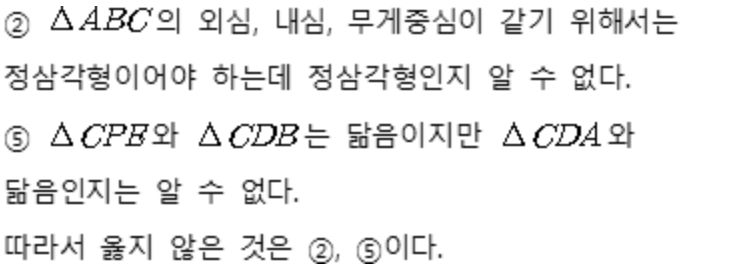 ② △ABC의 외심, 내심, 무게중심이 같기 위해서는
정삼각형이어야 하는데 정삼각형인지 알 수 없다.
⑤ △CPE와 △CDB는 닮음이지만 △CDA와
닮음인지는 알 수 없다.
따라서 옳지 않은 것은 ②, ⑤이다.